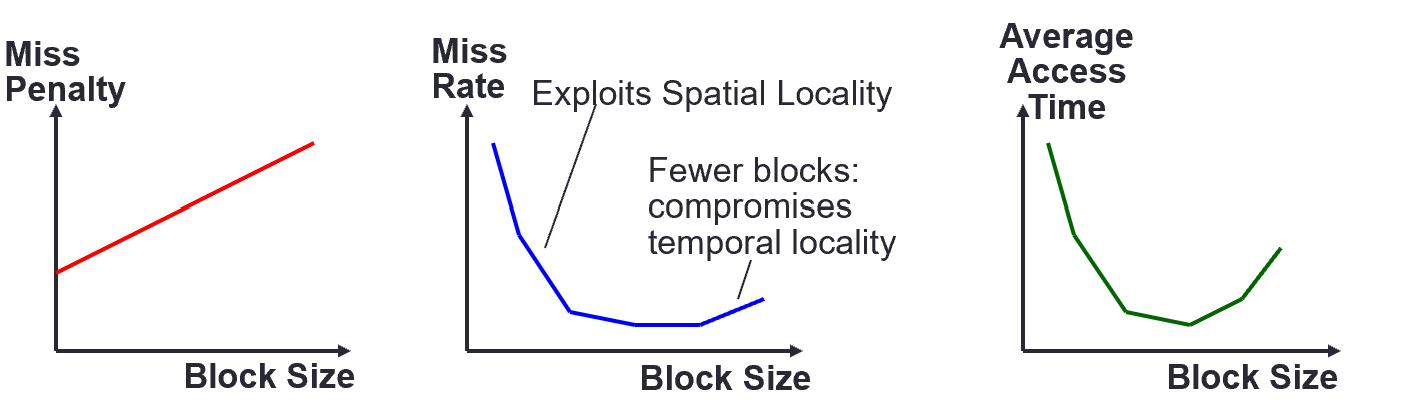 Miss
Penalty
Block Size
Miss
Rate
Exploits Spatial Locality
Fewer blocks:
compromises
temporal locality
Block Size
Average
Access
Time
Block Size